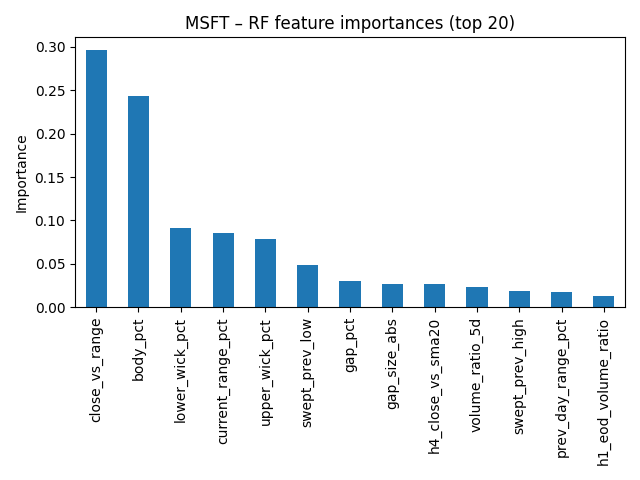 MSFT – RF feature importances (top 20)
Importance
0.30
0.25
0.20
0.15
0.10
0.05
0.00
close_vs_range
body_pct
lower_wick_pct
current_range_pct
upper_wick_pct
swept_prev_low
gap_pct
gap_size_abs
h4_close_vs_sma20
volume_ratio_5d
swept_prev_high
prev_day_range_pct
h1_eod_volume_ratio